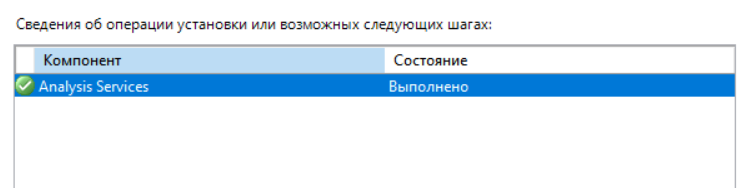 Сведения об операции установки или возможных следующих шагах:
Компонент Состояние
Analysis Services Выполнено